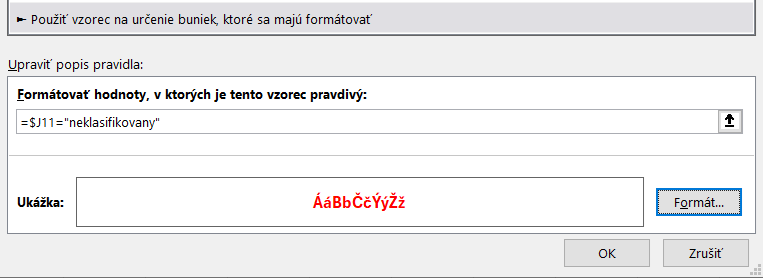 ► Použiť vzorec na určenie buniek, ktoré sa majú formátovať
Upraviť popis pravidla:
Formátovať hodnoty, v ktorých je tento vzorec pravdivý:
=$J11="neklasifikovany"
Ukážka:
ÁáBbČčÝýŽž
Formát...
OK
Zrušiť